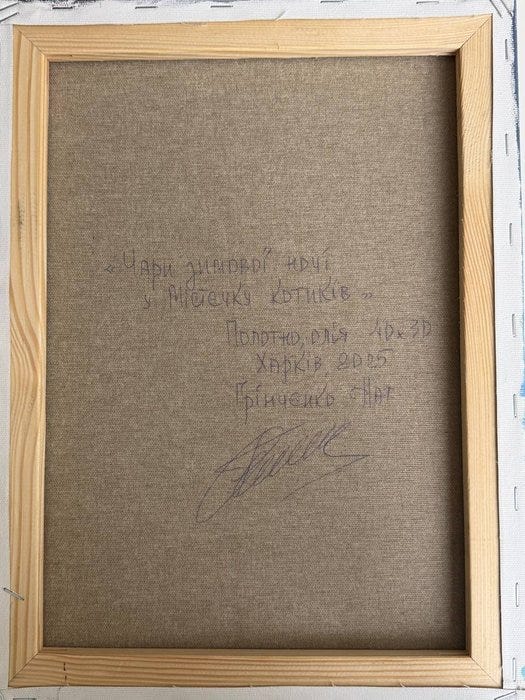 «Чари зимової ночі
у Містечку котиків»
Полотно, олія 40х30
Харків, 2025
Грінченко Нат